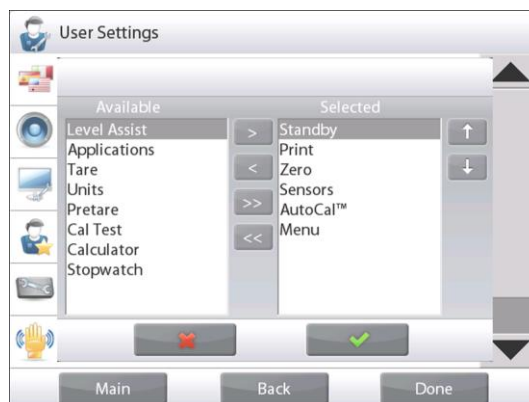 User Settings
Available
Selected
Level Assist
Applications
Tare
Units
Pretare
Cal Test
Calculator
Stopwatch
>
<
>>
<<
Standby
Print
Zero
Sensors
AutoCal™
Menu
Main
Back
Done